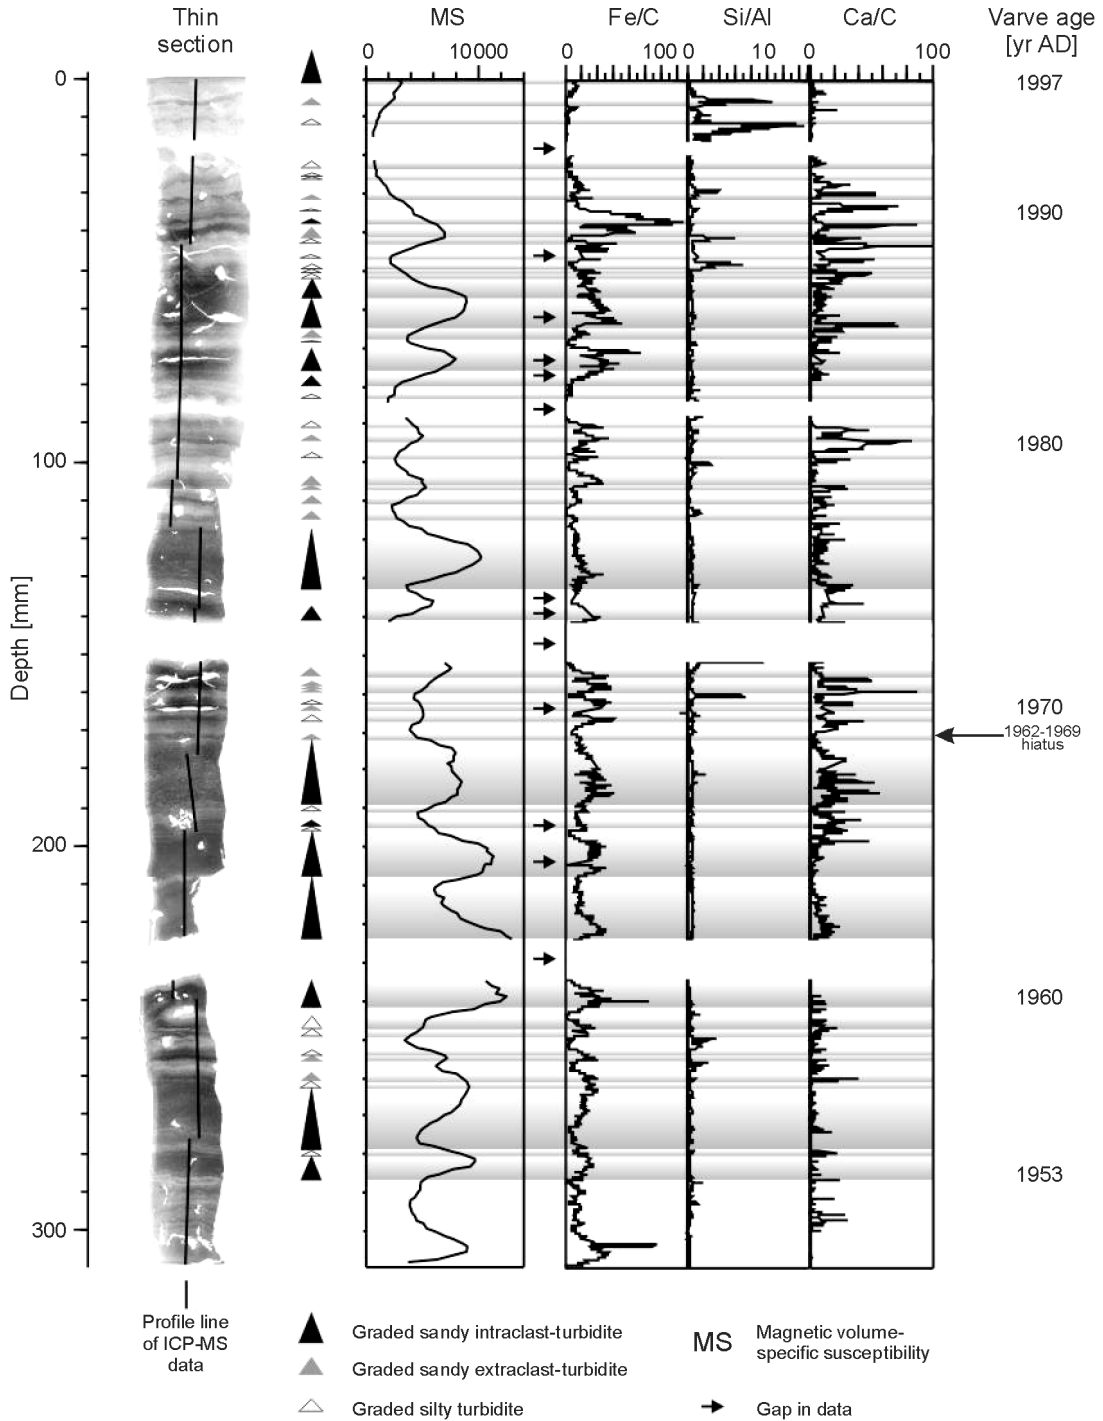 Thin section
MS
Fe/C
Si/Al
Ca/C
Varve age [yr AD]
0
10000
0
100
0
10
0
100
Depth [mm]
0
100
200
300
1997
1990
1980
1970
1962-1969
hiatus
1960
1953
Profile line
of ICP-MS
data
Graded sandy intraclast-turbidite
Graded sandy extraclast-turbidite
Graded silty turbidite
MS
Magnetic volume-
specific susceptibility
Gap in data